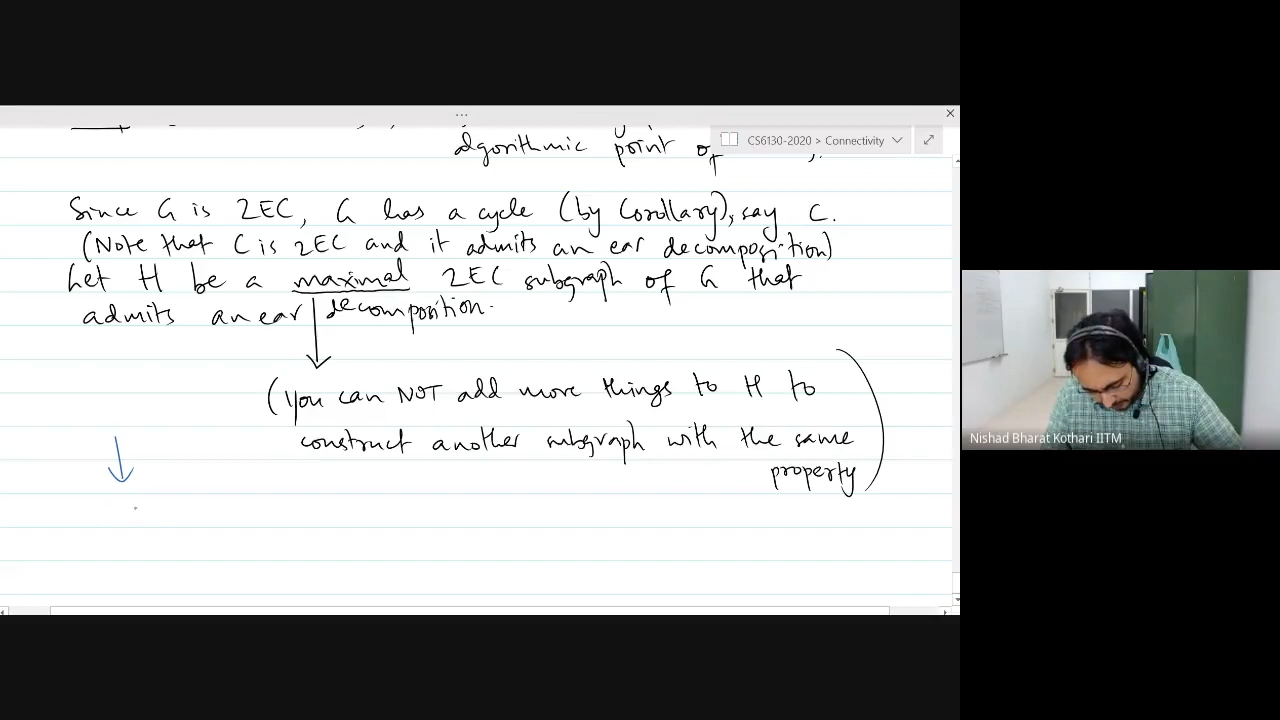 algorithmic point of
CS6130-2020 > Connectivity
Since G is 2EC, G has a cycle (by Corollary), say C.
(Note that C is 2EC and it admits an ear decomposition)
Let H be a maximal 2EC subgraph of G that
admits an ear decomposition.
(you can NOT add more things to H to
construct another subgraph with the same
property)
Nishad Bharat Kothari IITM